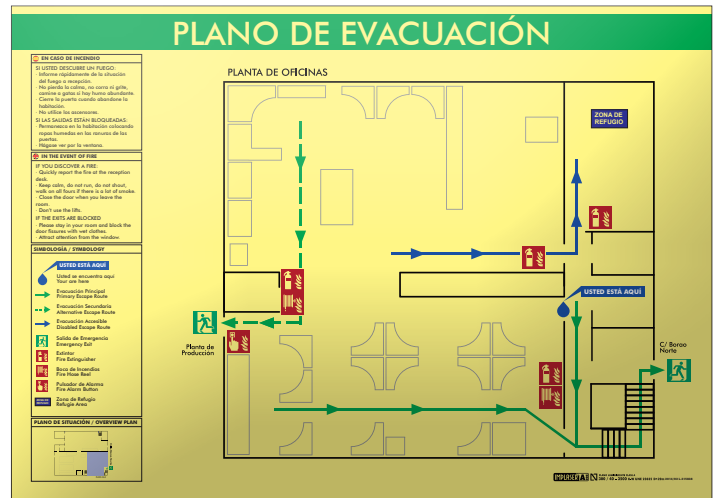 PLANO DE EVACUACIÓN
EN CASO DE INCENDIO
SI USTED DESCUBRE UN FUEGO:
· Informe rápidamente de la situación
del fuego a recepción.
· No pierda la calma, no corra ni grite,
camine a gatas si hay humo abundante.
· Cierre la puerta cuando abandone la
habitación.
· No utilice los ascensores.
SI LAS SALIDAS ESTAN BLOQUEADAS:
· Permanezca en la habitación colocando
ropas humedas en las ranuras de las
puertas.
· Hágase ver por la ventana.
IN THE EVENT OF FIRE
IF YOU DISCOVER A FIRE:
· Quickly report the fire at the reception
desk.
· Keep calm, do not run, do not shout,
walk on all fours if there is a lot of smoke.
· Close the door when you leave the
room.
· Don't use the lifts.
IF THE EXITS ARE BLOCKED
· Please stay in your room and block the
door fissures with wet clothes.
· Attract attention from the window.
SIMBOLOGÍA / SYMBOLOGY
USTED ESTÁ AQUÍ
Usted se encuentra aquí
Your are here
Evacuación Principal
Primary Escape Route
Evacuación Secundaria
Alternative Escape Route
Evacuación Accesible
Disabled Escape Route
Salida de Emergencia
Emergency Exit
Extintor
Fire Extinguisher
Boca de Incendios
Fire Hose Reel
Pulsador de Alarma
Fire Alarm Button
Zona de Refugio
Refugie Area
PLANO DE SITUACIÓN / OVERVIEW PLAN
PLANTA DE OFICINAS
ZONA DE
REFUGIO
USTED ESTÁ AQUÍ
Planta de
Producción
C/ Borao
Norte
IMPLASER